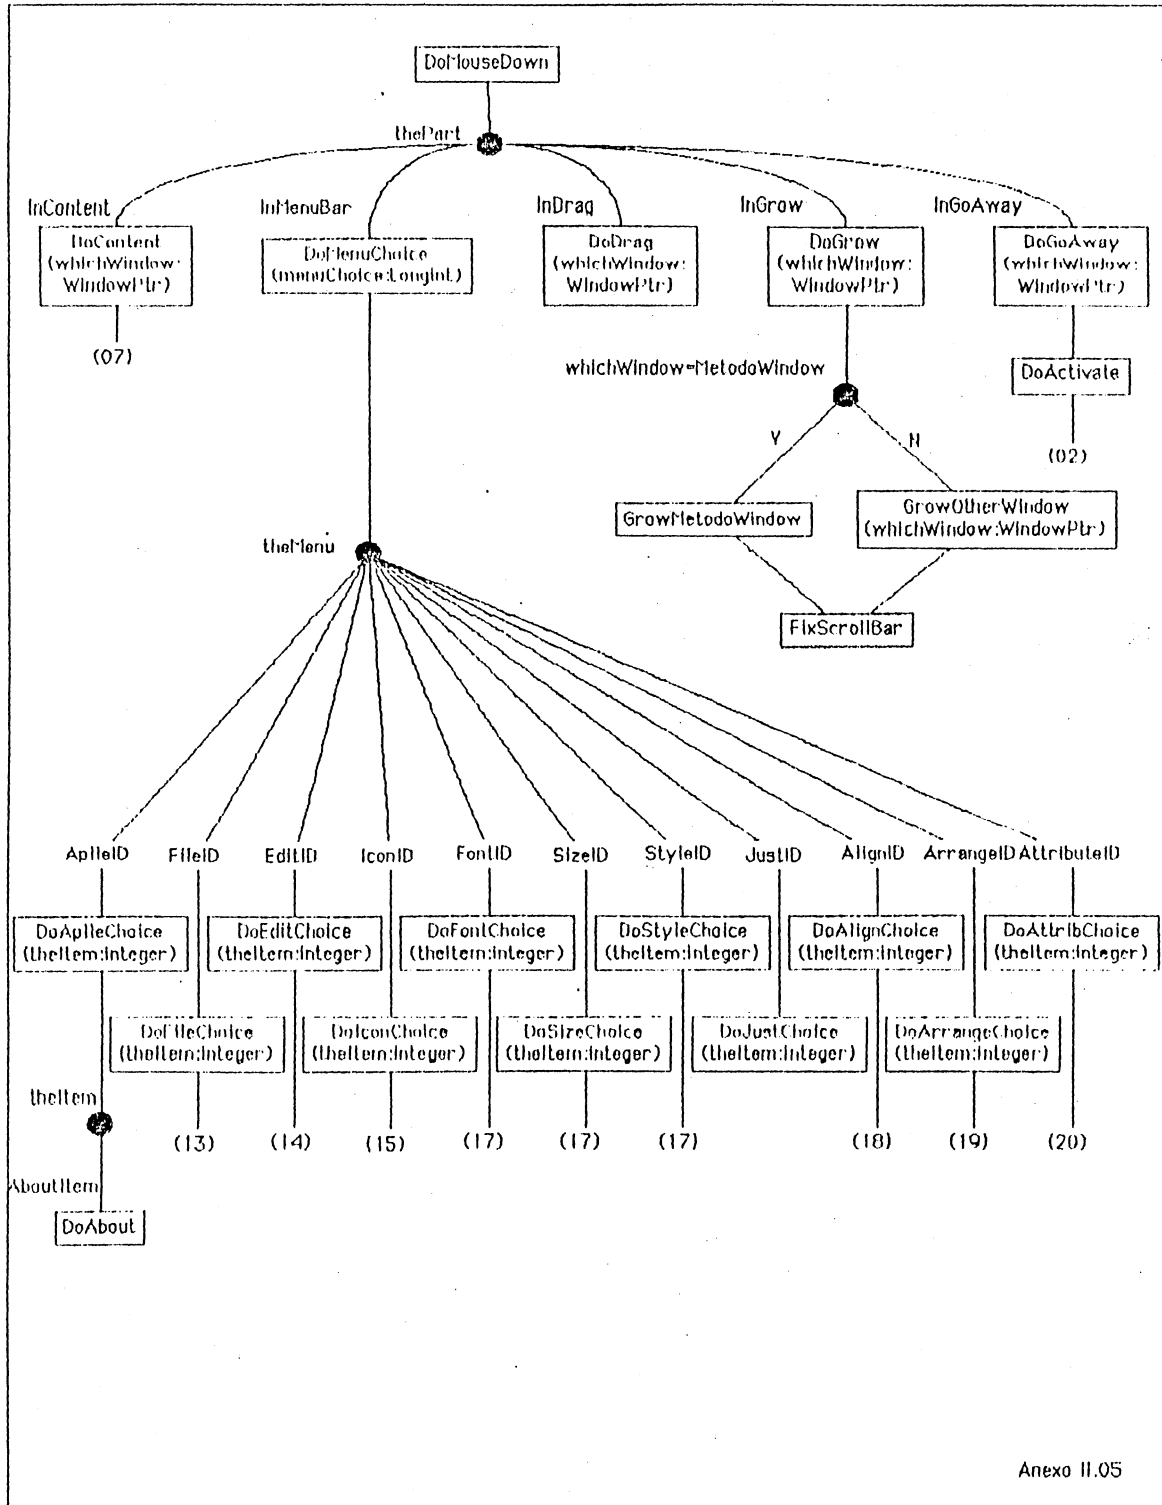 DoMouseDown
thePart
InContent
InMenuBar
InDrag
InGrow
InGoAway
DoContent
(whichWindow:
WindowPtr)
DoMenuChoice
(menuChoice:LongInt)
DoDrag
(whichWindow:
WindowPtr)
DoGrow
(whichWindow:
WindowPtr)
DoGoAway
(whichWindow:
WindowPtr)
(07)
whichWindow=MetodoWindow
DoActivate
Y
N
(02)
GrowMetodoWindow
GrowOtherWindow
(whichWindow:WindowPtr)
theMenu
FixScrollBar
AplleID
FileID
EditID
IconID
FontID
SizeID
StyleID
JustID
AlignID
ArrangeID
AttributeID
DoAplleChoice
(theItem:Integer)
DoEditChoice
(theItem:Integer)
DoFontChoice
(theItem:Integer)
DoStyleChoice
(theItem:Integer)
DoAlignChoice
(theItem:Integer)
DoAttribChoice
(theItem:Integer)
DoFileChoice
(theItem:Integer)
DoIconChoice
(theItem:Integer)
DoSizeChoice
(theItem:Integer)
DoJustChoice
(theItem:Integer)
DoArrangeChoice
(theItem:Integer)
theItem
(13)
(14)
(15)
(17)
(17)
(17)
(18)
(19)
(20)
AboutItem
DoAbout
Anexo II.05